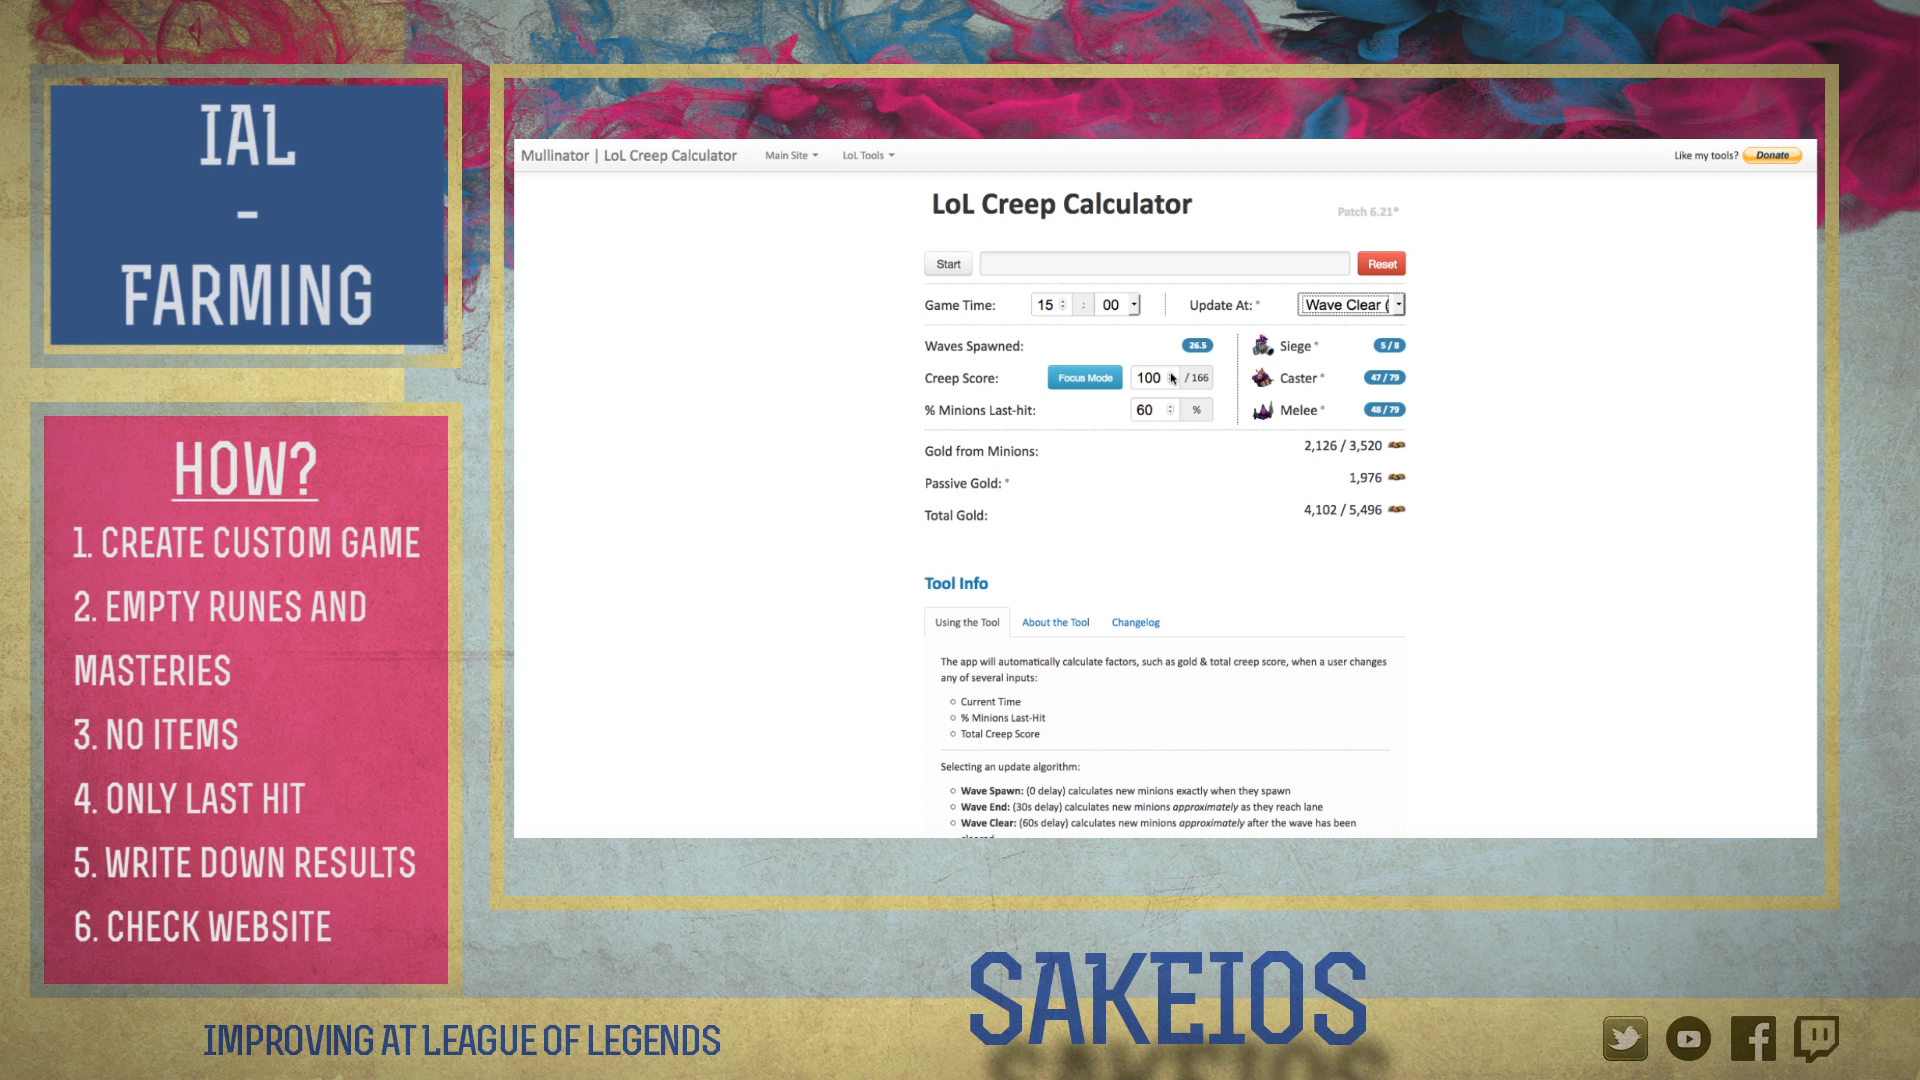 IAL
-
FARMING
HOW?
1. CREATE CUSTOM GAME
2. EMPTY RUNES AND
MASTERIES
3. NO ITEMS
4. ONLY LAST HIT
5. WRITE DOWN RESULTS
6. CHECK WEBSITE
Mullinator | LoL Creep Calculator Main Site LoL Tools Like my tools? Donate
LoL Creep Calculator Patch 6.21*
Start Reset
Game Time: 15 : 00 Update At: * Wave Clear (
Waves Spawned: 26.5 Siege * 5 / 8
Creep Score: Focus Mode 100 / 166 Caster * 47 / 79
% Minions Last-hit: 60 % Melee * 48 / 79
Gold from Minions: 2,126 / 3,520
Passive Gold: * 1,976
Total Gold: 4,102 / 5,496
Tool Info
Using the Tool About the Tool Changelog
The app will automatically calculate factors, such as gold & total creep score, when a user changes
any of several inputs:
Current Time
% Minions Last-Hit
Total Creep Score
Selecting an update algorithm:
Wave Spawn: (0 delay) calculates new minions exactly when they spawn
Wave End: (30s delay) calculates new minions approximately as they reach lane
Wave Clear: (60s delay) calculates new minions approximately after the wave has been
SAKEIOS
IMPROVING AT LEAGUE OF LEGENDS